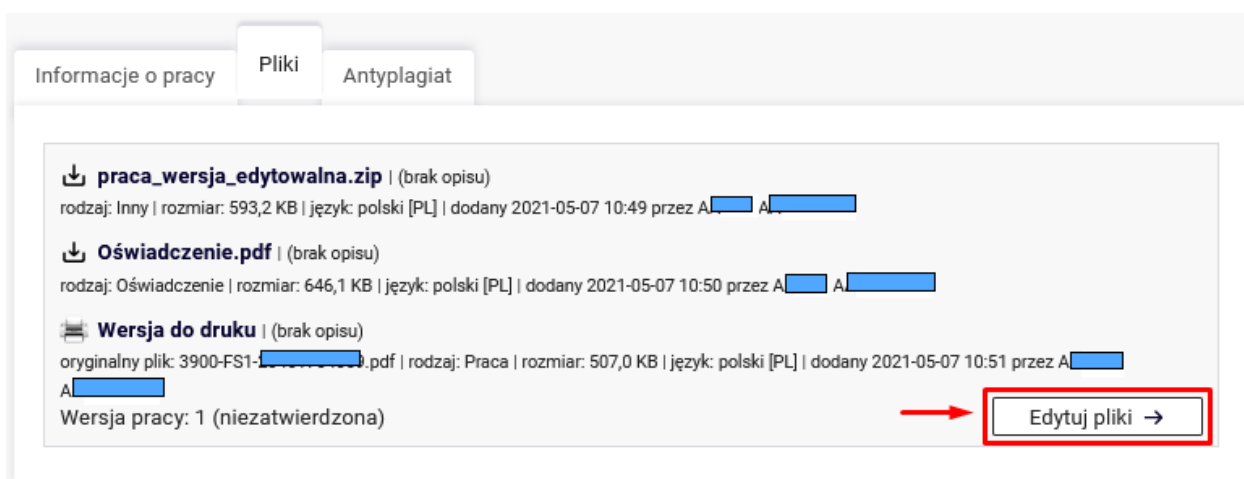 Informacje o pracy
Pliki
Antyplagiat
praca_wersja_edytowalna.zip | (brak opisu)
rodzaj: Inny | rozmiar: 593,2 KB | język: polski [PL] | dodany 2021-05-07 10:49 przez A A
Oświadczenie.pdf | (brak opisu)
rodzaj: Oświadczenie | rozmiar: 646,1 KB | język: polski [PL] | dodany 2021-05-07 10:50 przez A A
Wersja do druku | (brak opisu)
oryginalny plik: 3900-FS1- .pdf | rodzaj: Praca | rozmiar: 507,0 KB | język: polski [PL] | dodany 2021-05-07 10:51 przez A
A
Wersja pracy: 1 (niezatwierdzona)
Edytuj pliki →